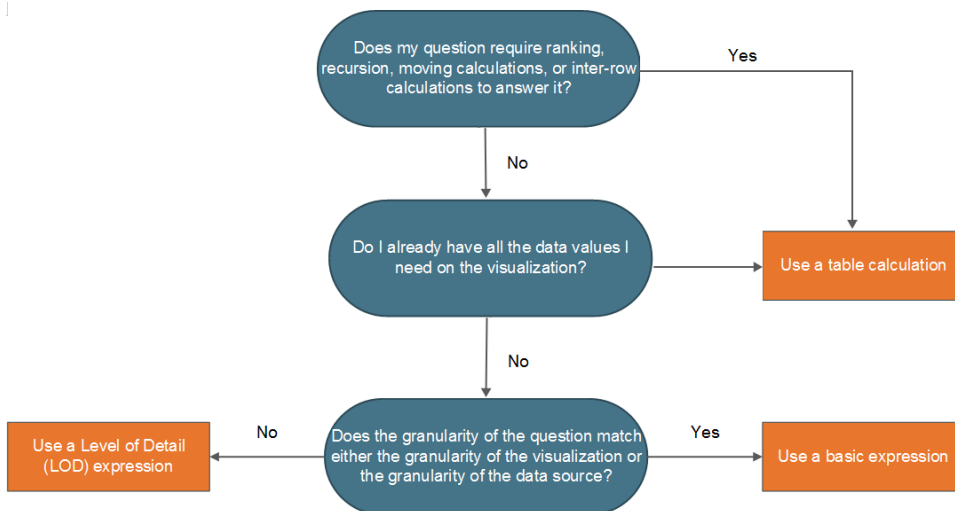 Does my question require ranking,
recursion, moving calculations, or inter-row
calculations to answer it?
Yes
No
Do I already have all the data values I
need on the visualization?
Use a table calculation
No
Does the granularity of the question match
either the granularity of the visualization or
the granularity of the data source?
No
Yes
Use a Level of Detail
(LOD) expression
Use a basic expression